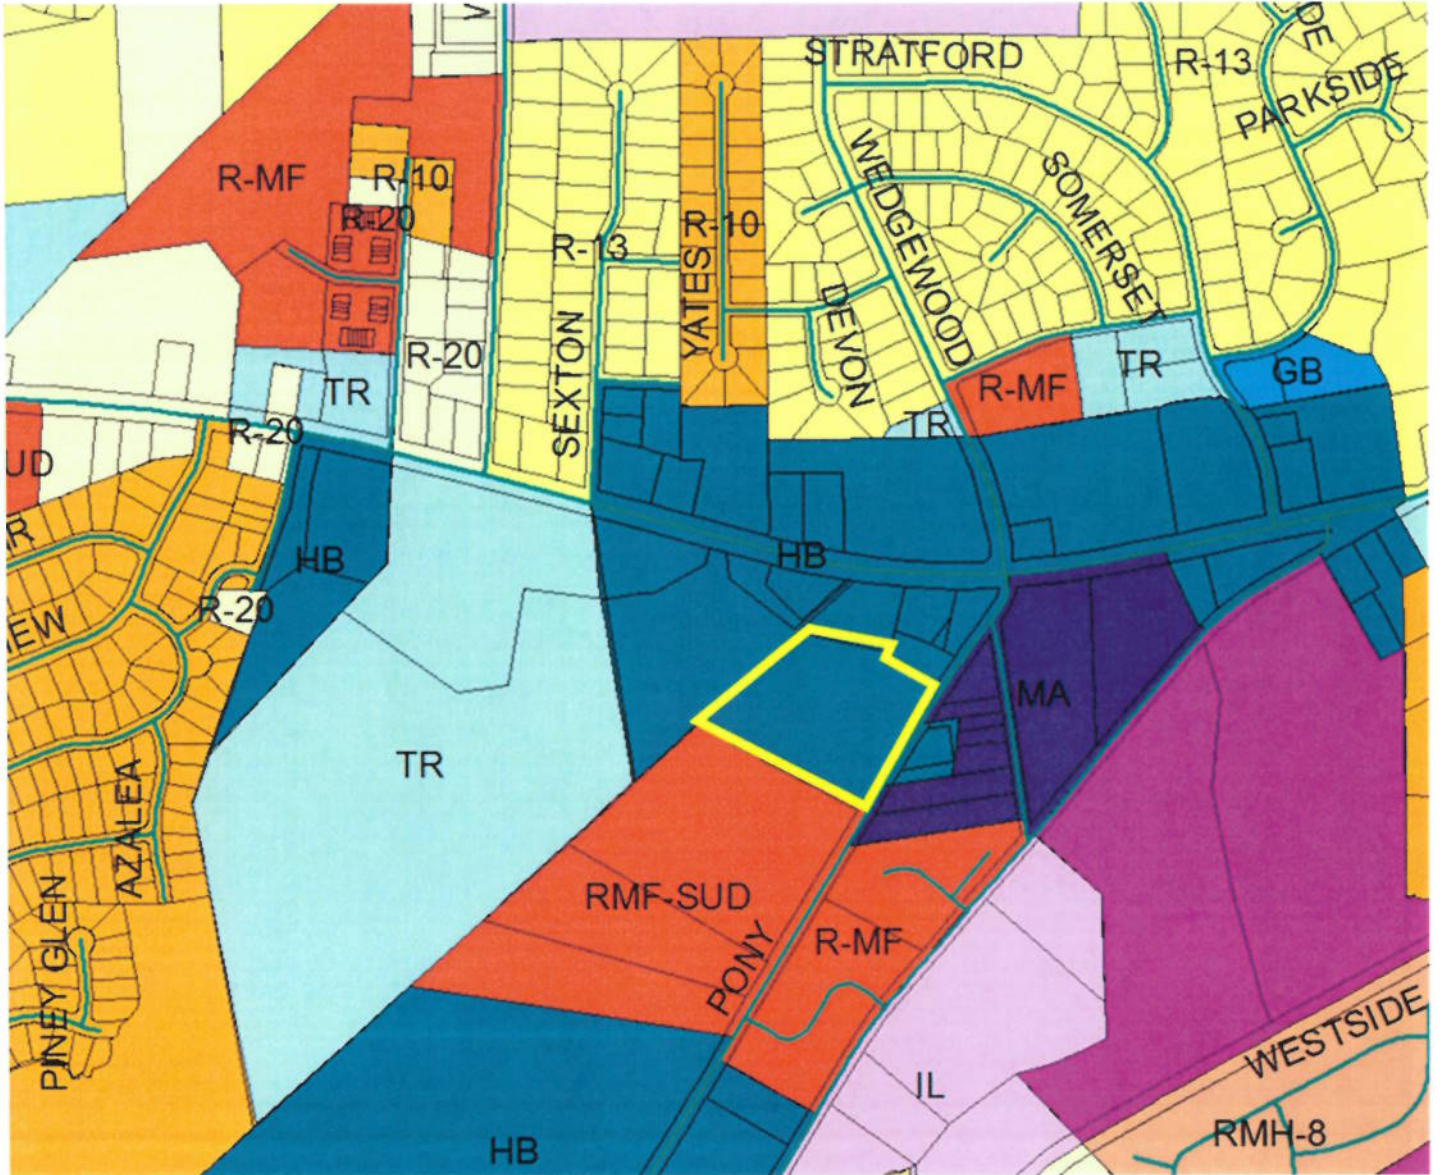 V
STRATFORD
R-13
DE
PARKSIDE
R-MF
R-10
R-20
WEDGEWOOD
SOMERSET
R-13
R-10
YATES
SEXTON
DEVON
R-20
TR
R-MF
TR
GB
TR
R-20
UD
R
HB
HB
R-20
IEW
MA
TR
AZALEA
RMF-SUD
PINEY GLEN
PONY
R-MF
WESTSIDE
IL
RMH-8
HB